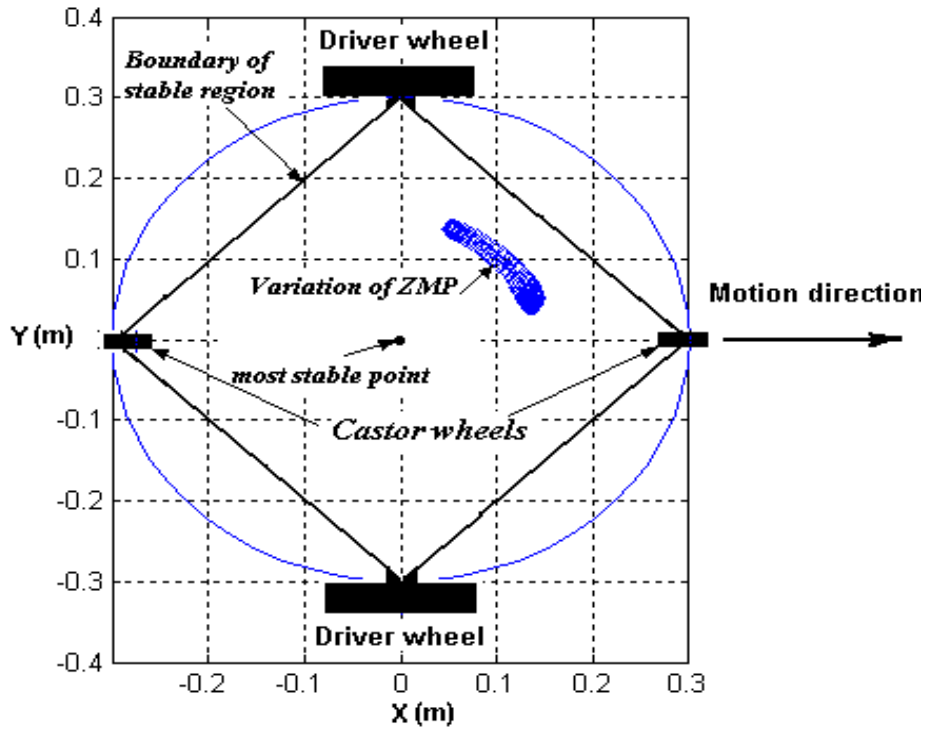 0.4
Driver wheel
Boundary of
stable region
0.3
0.2
0.1
Variation of ZMP
Motion direction
Y (m)
0
most stable point
-0.1
Castor wheels
-0.2
-0.3
Driver wheel
-0.4
-0.2
-0.1
0
0.1
0.2
0.3
X (m)